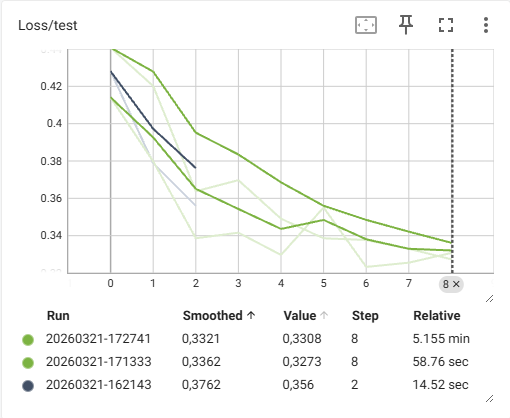 Loss/test
0.42
0.4
0.38
0.36
0.34
0 1 2 3 4 5 6 7 8 ×
Run Smoothed ↑ Value ↑ Step Relative
20260321-172741 0,3321 0,3308 8 5.155 min
20260321-171333 0,3362 0,3273 8 58.76 sec
20260321-162143 0,3762 0,356 2 14.52 sec